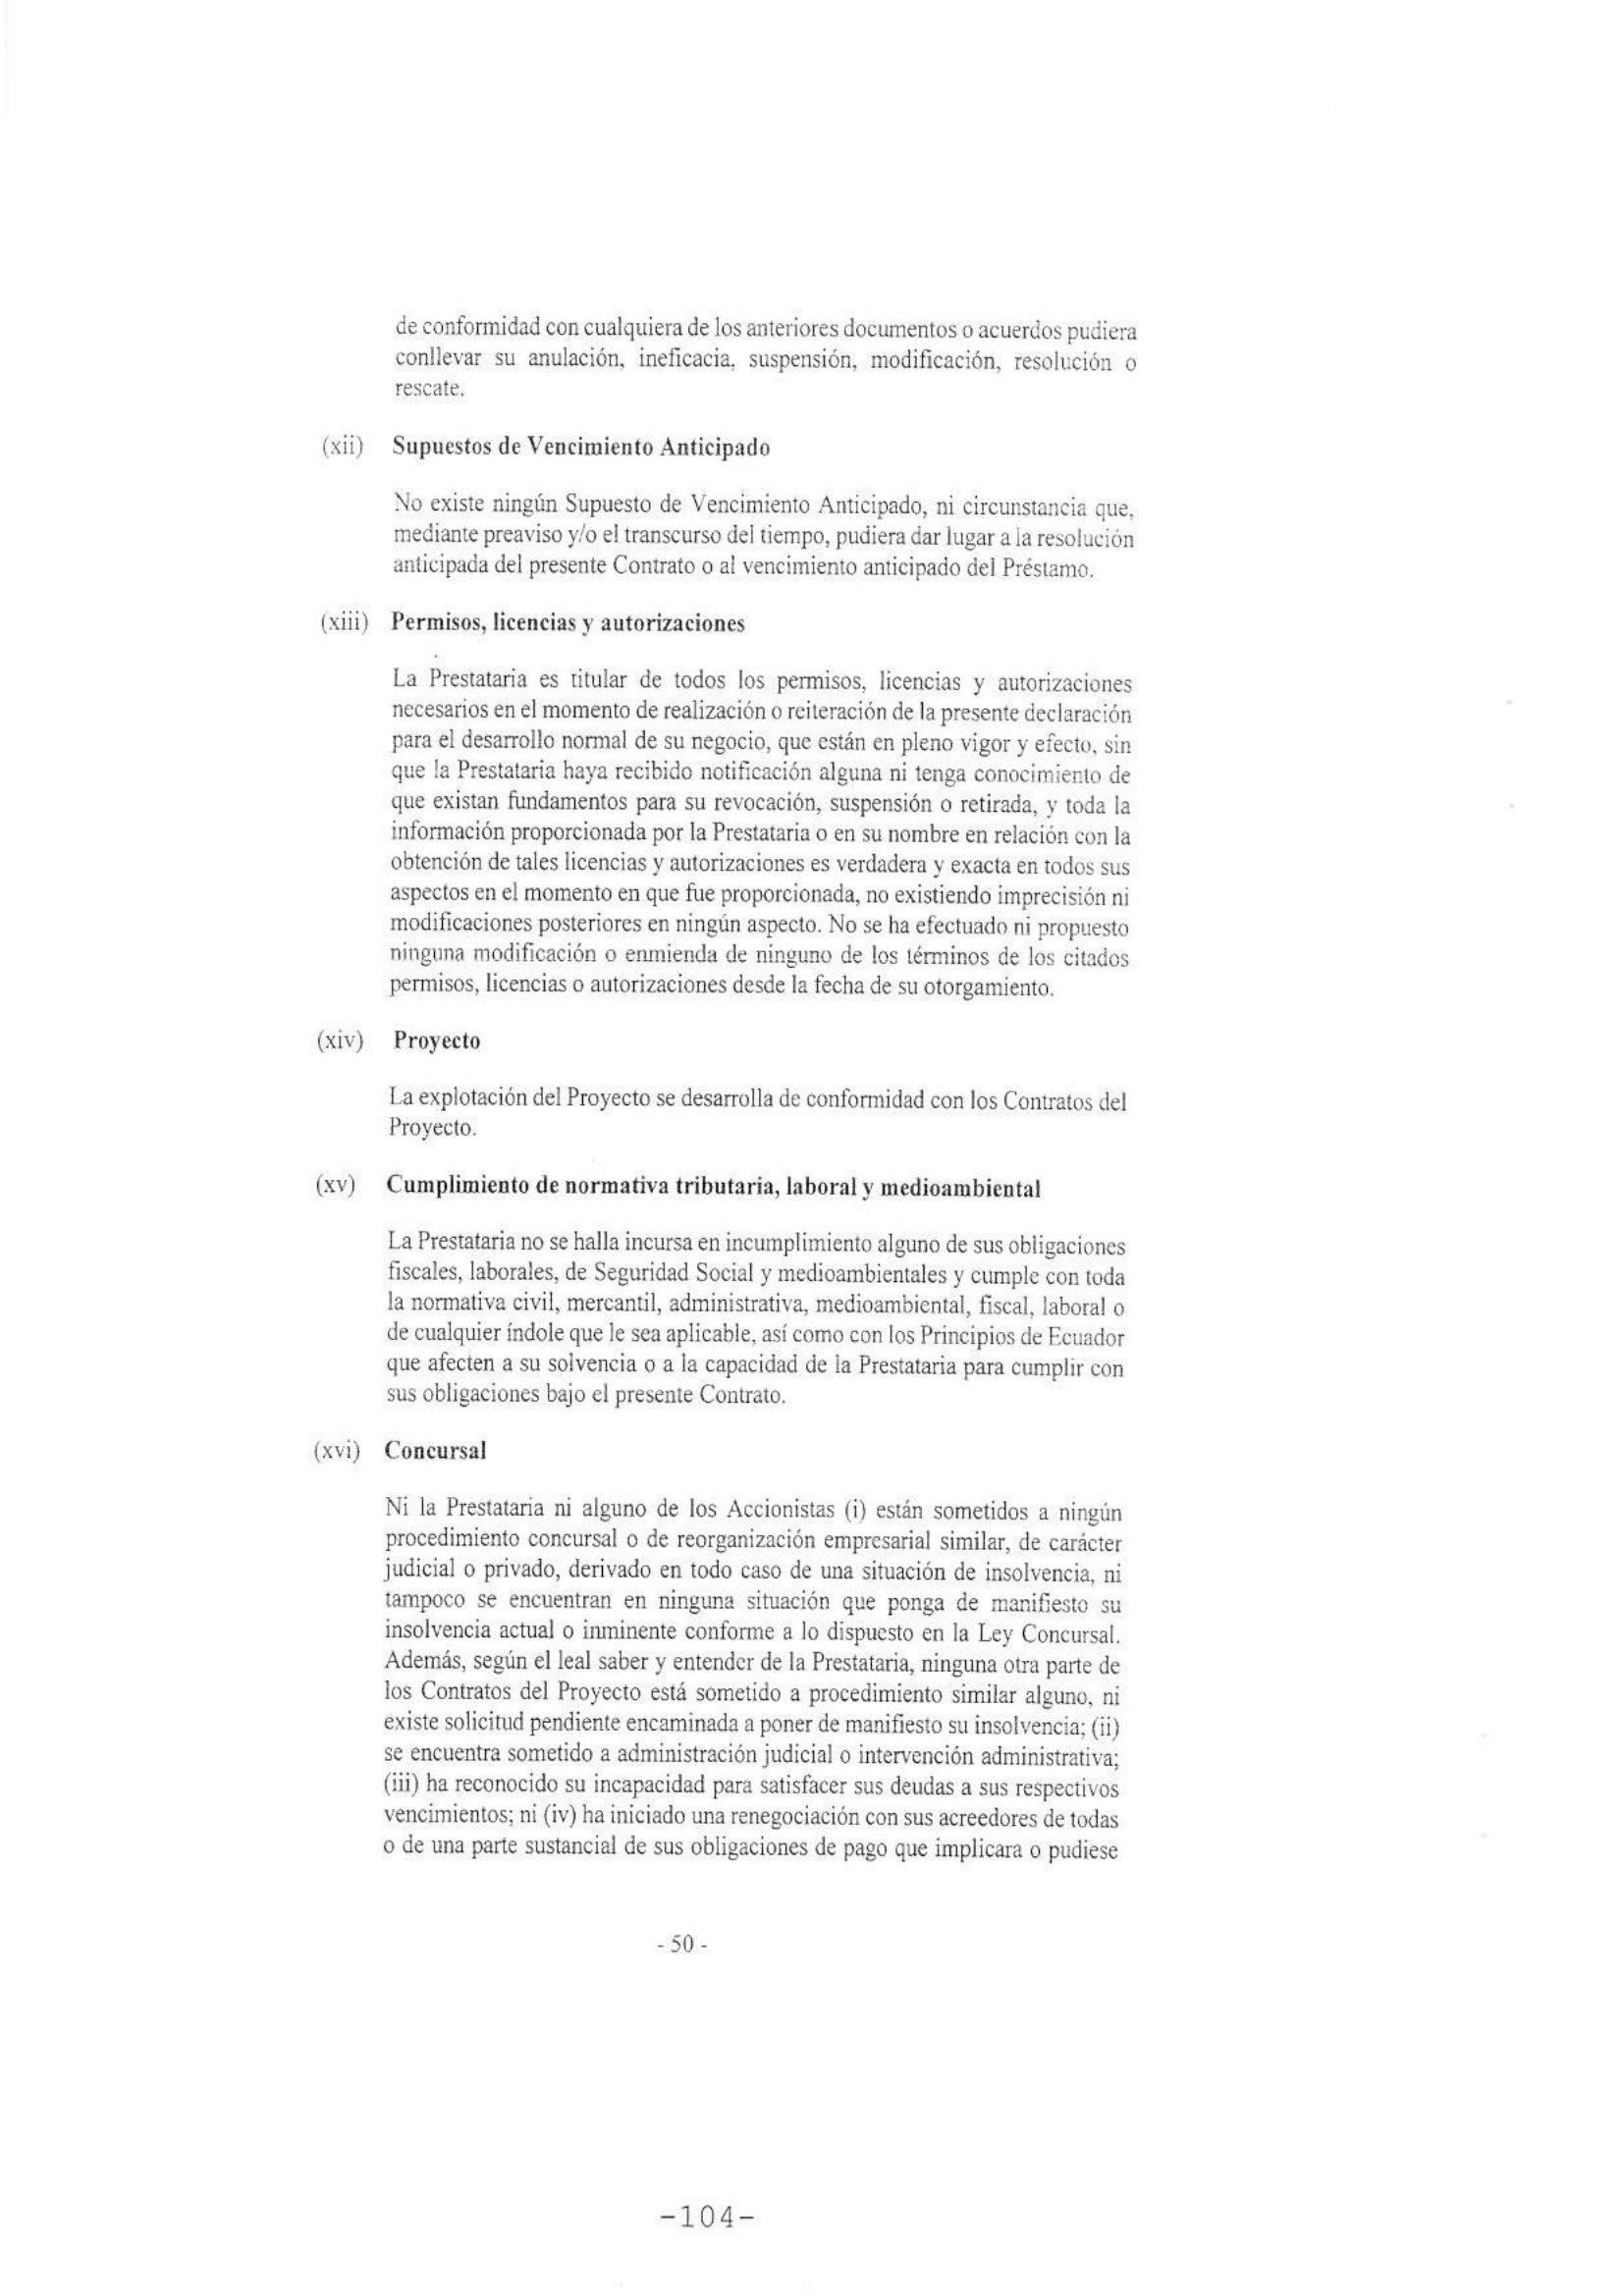 de conformidad con cualquiera de los anteriores documentos o acuerdos pudiera
conllevar su anulación, ineficacia, suspensión, modificación, resolución o
rescate.
(xii) Supuestos de Vencimiento Anticipado
No existe ningún Supuesto de Vencimiento Anticipado, ni circunstancia que,
mediante preaviso y/o el transcurso del tiempo, pudiera dar lugar a la resolución
anticipada del presente Contrato o al vencimiento anticipado del Préstamo.
(xiii) Permisos, licencias y autorizaciones
La Prestataria es titular de todos los permisos, licencias y autorizaciones
necesarios en el momento de realización o reiteración de la presente declaración
para el desarrollo normal de su negocio, que están en pleno vigor y efecto, sin
que la Prestataria haya recibido notificación alguna ni tenga conocimiento de
que existan fundamentos para su revocación, suspensión o retirada, y toda la
información proporcionada por la Prestataria o en su nombre en relación con la
obtención de tales licencias y autorizaciones es verdadera y exacta en todos sus
aspectos en el momento en que fue proporcionada, no existiendo imprecisión ni
modificaciones posteriores en ningún aspecto. No se ha efectuado ni propuesto
ninguna modificación o enmienda de ninguno de los términos de los citados
permisos, licencias o autorizaciones desde la fecha de su otorgamiento.
(xiv) Proyecto
La explotación del Proyecto se desarrolla de conformidad con los Contratos del
Proyecto.
(xv) Cumplimiento de normativa tributaria, laboral y medioambiental
La Prestataria no se halla incursa en incumplimiento alguno de sus obligaciones
fiscales, laborales, de Seguridad Social y medioambientales y cumple con toda
la normativa civil, mercantil, administrativa, medioambiental, fiscal, laboral o
de cualquier índole que le sea aplicable, así como con los Principios de Ecuador
que afecten a su solvencia o a la capacidad de la Prestataria para cumplir con
sus obligaciones bajo el presente Contrato.
(xvi) Concursal
Ni la Prestataria ni alguno de los Accionistas (i) están sometidos a ningún
procedimiento concursal o de reorganización empresarial similar, de carácter
judicial o privado, derivado en todo caso de una situación de insolvencia, ni
tampoco se encuentran en ninguna situación que ponga de manifiesto su
insolvencia actual o inminente conforme a lo dispuesto en la Ley Concursal.
Además, según el leal saber y entender de la Prestataria, ninguna otra parte de
los Contratos del Proyecto está sometido a procedimiento similar alguno, ni
existe solicitud pendiente encaminada a poner de manifiesto su insolvencia; (ii)
se encuentra sometido a administración judicial o intervención administrativa;
(iii) ha reconocido su incapacidad para satisfacer sus deudas a sus respectivos
vencimientos; ni (iv) ha iniciado una renegociación con sus acreedores de todas
o de una parte sustancial de sus obligaciones de pago que implicara o pudiese
- 50 -
-104-